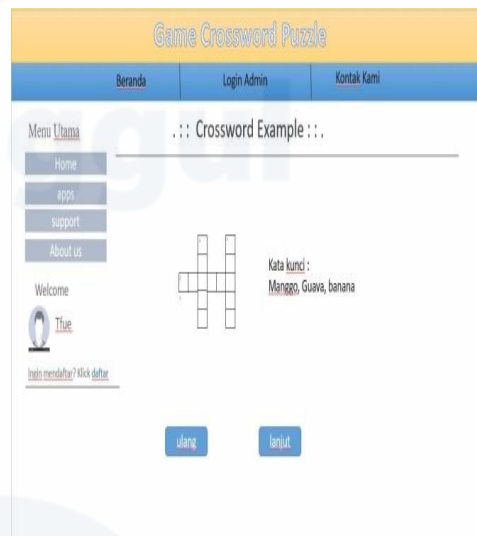 Game Crossword Puzzle
Beranda Login Admin Kontak Kami
Menu Utama
. : : Crossword Example : : .
Home
apps
support
About us
Kata kunci :
Manggo, Guava, banana
Welcome
Tfue
Ingin mendaftar? Klick daftar
ulang lanjut